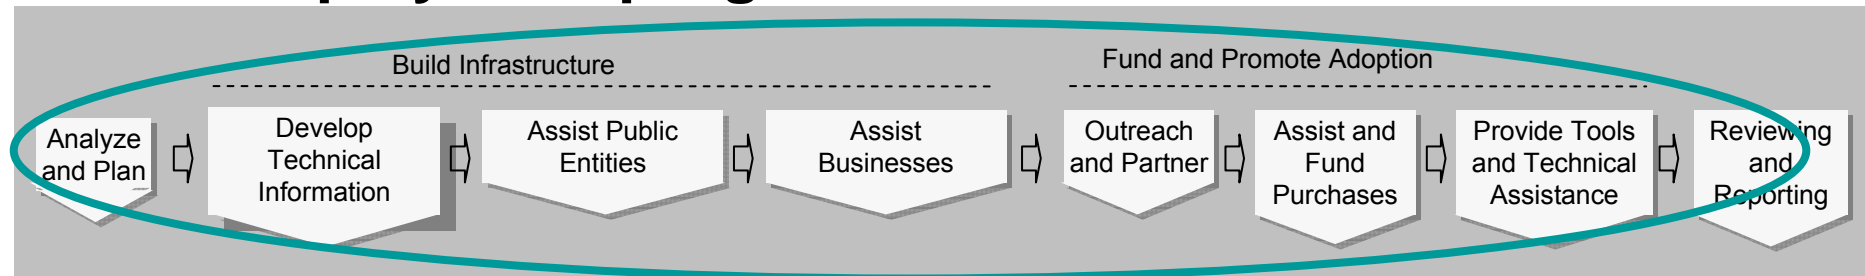 Build Infrastructure
Fund and Promote Adoption
Analyze
and Plan
Develop
Technical
Information
Assist Public
Entities
Assist
Businesses
Outreach
and Partner
Assist and
Fund
Purchases
Provide Tools
and Technical
Assistance
Reviewing
and
Reporting